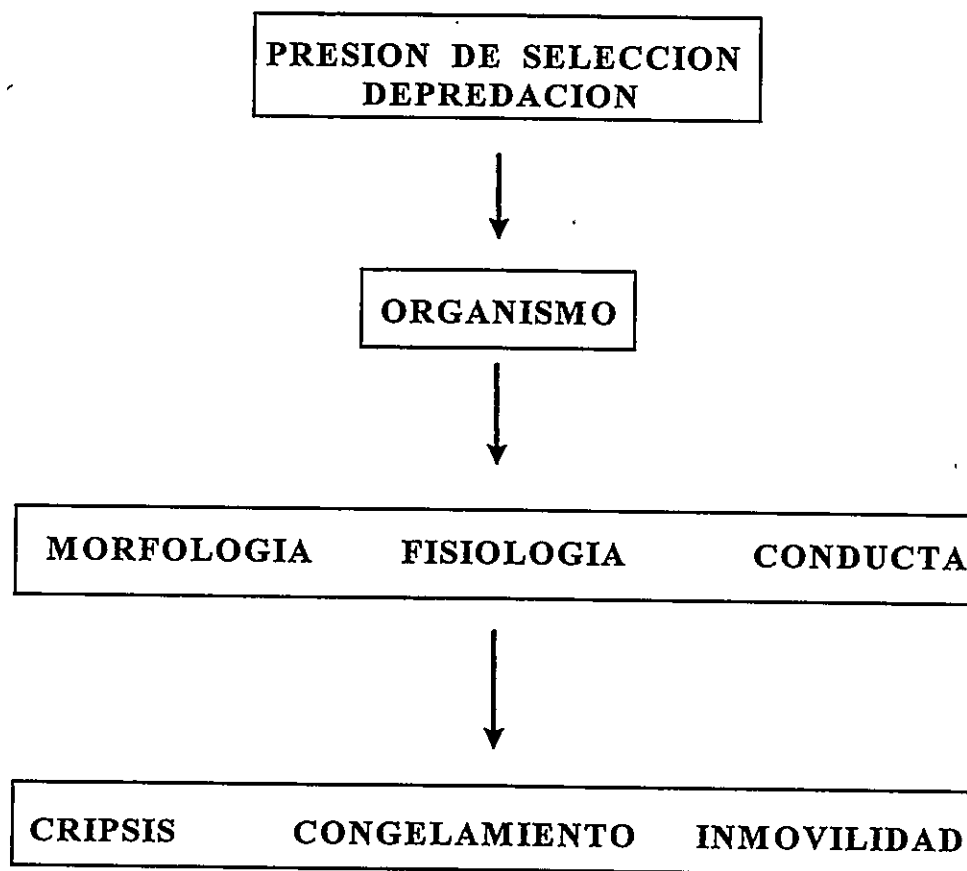 PRESION DE SELECCION
DEPREDACION
ORGANISMO
MORFOLOGIA FISIOLOGIA CONDUCTA
CRIPSIS CONGELAMIENTO INMOVILIDAD